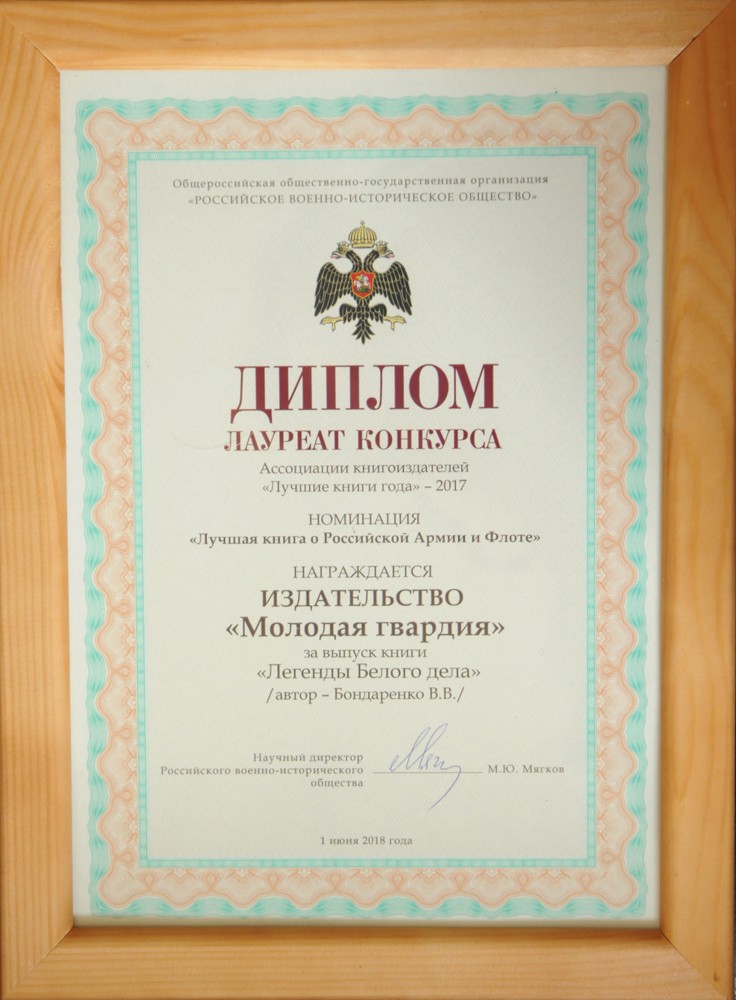 Общероссийская общественно-государственная организация
«РОССИЙСКОЕ ВОЕННО-ИСТОРИЧЕСКОЕ ОБЩЕСТВО»
ДИПЛОМ
ЛАУРЕАТ КОНКУРСА
Ассоциации книгоиздателей
«Лучшие книги года» – 2017
НОМИНАЦИЯ
«Лучшая книга о Российской Армии и Флоте»
НАГРАЖДАЕТСЯ
ИЗДАТЕЛЬСТВО
«Молодая гвардия»
за выпуск книги
«Легенды Белого дела»
/автор – Бондаренко В.В./
Научный директор
Российского военно-исторического
общества
М.Ю. Мягков
1 июня 2018 года